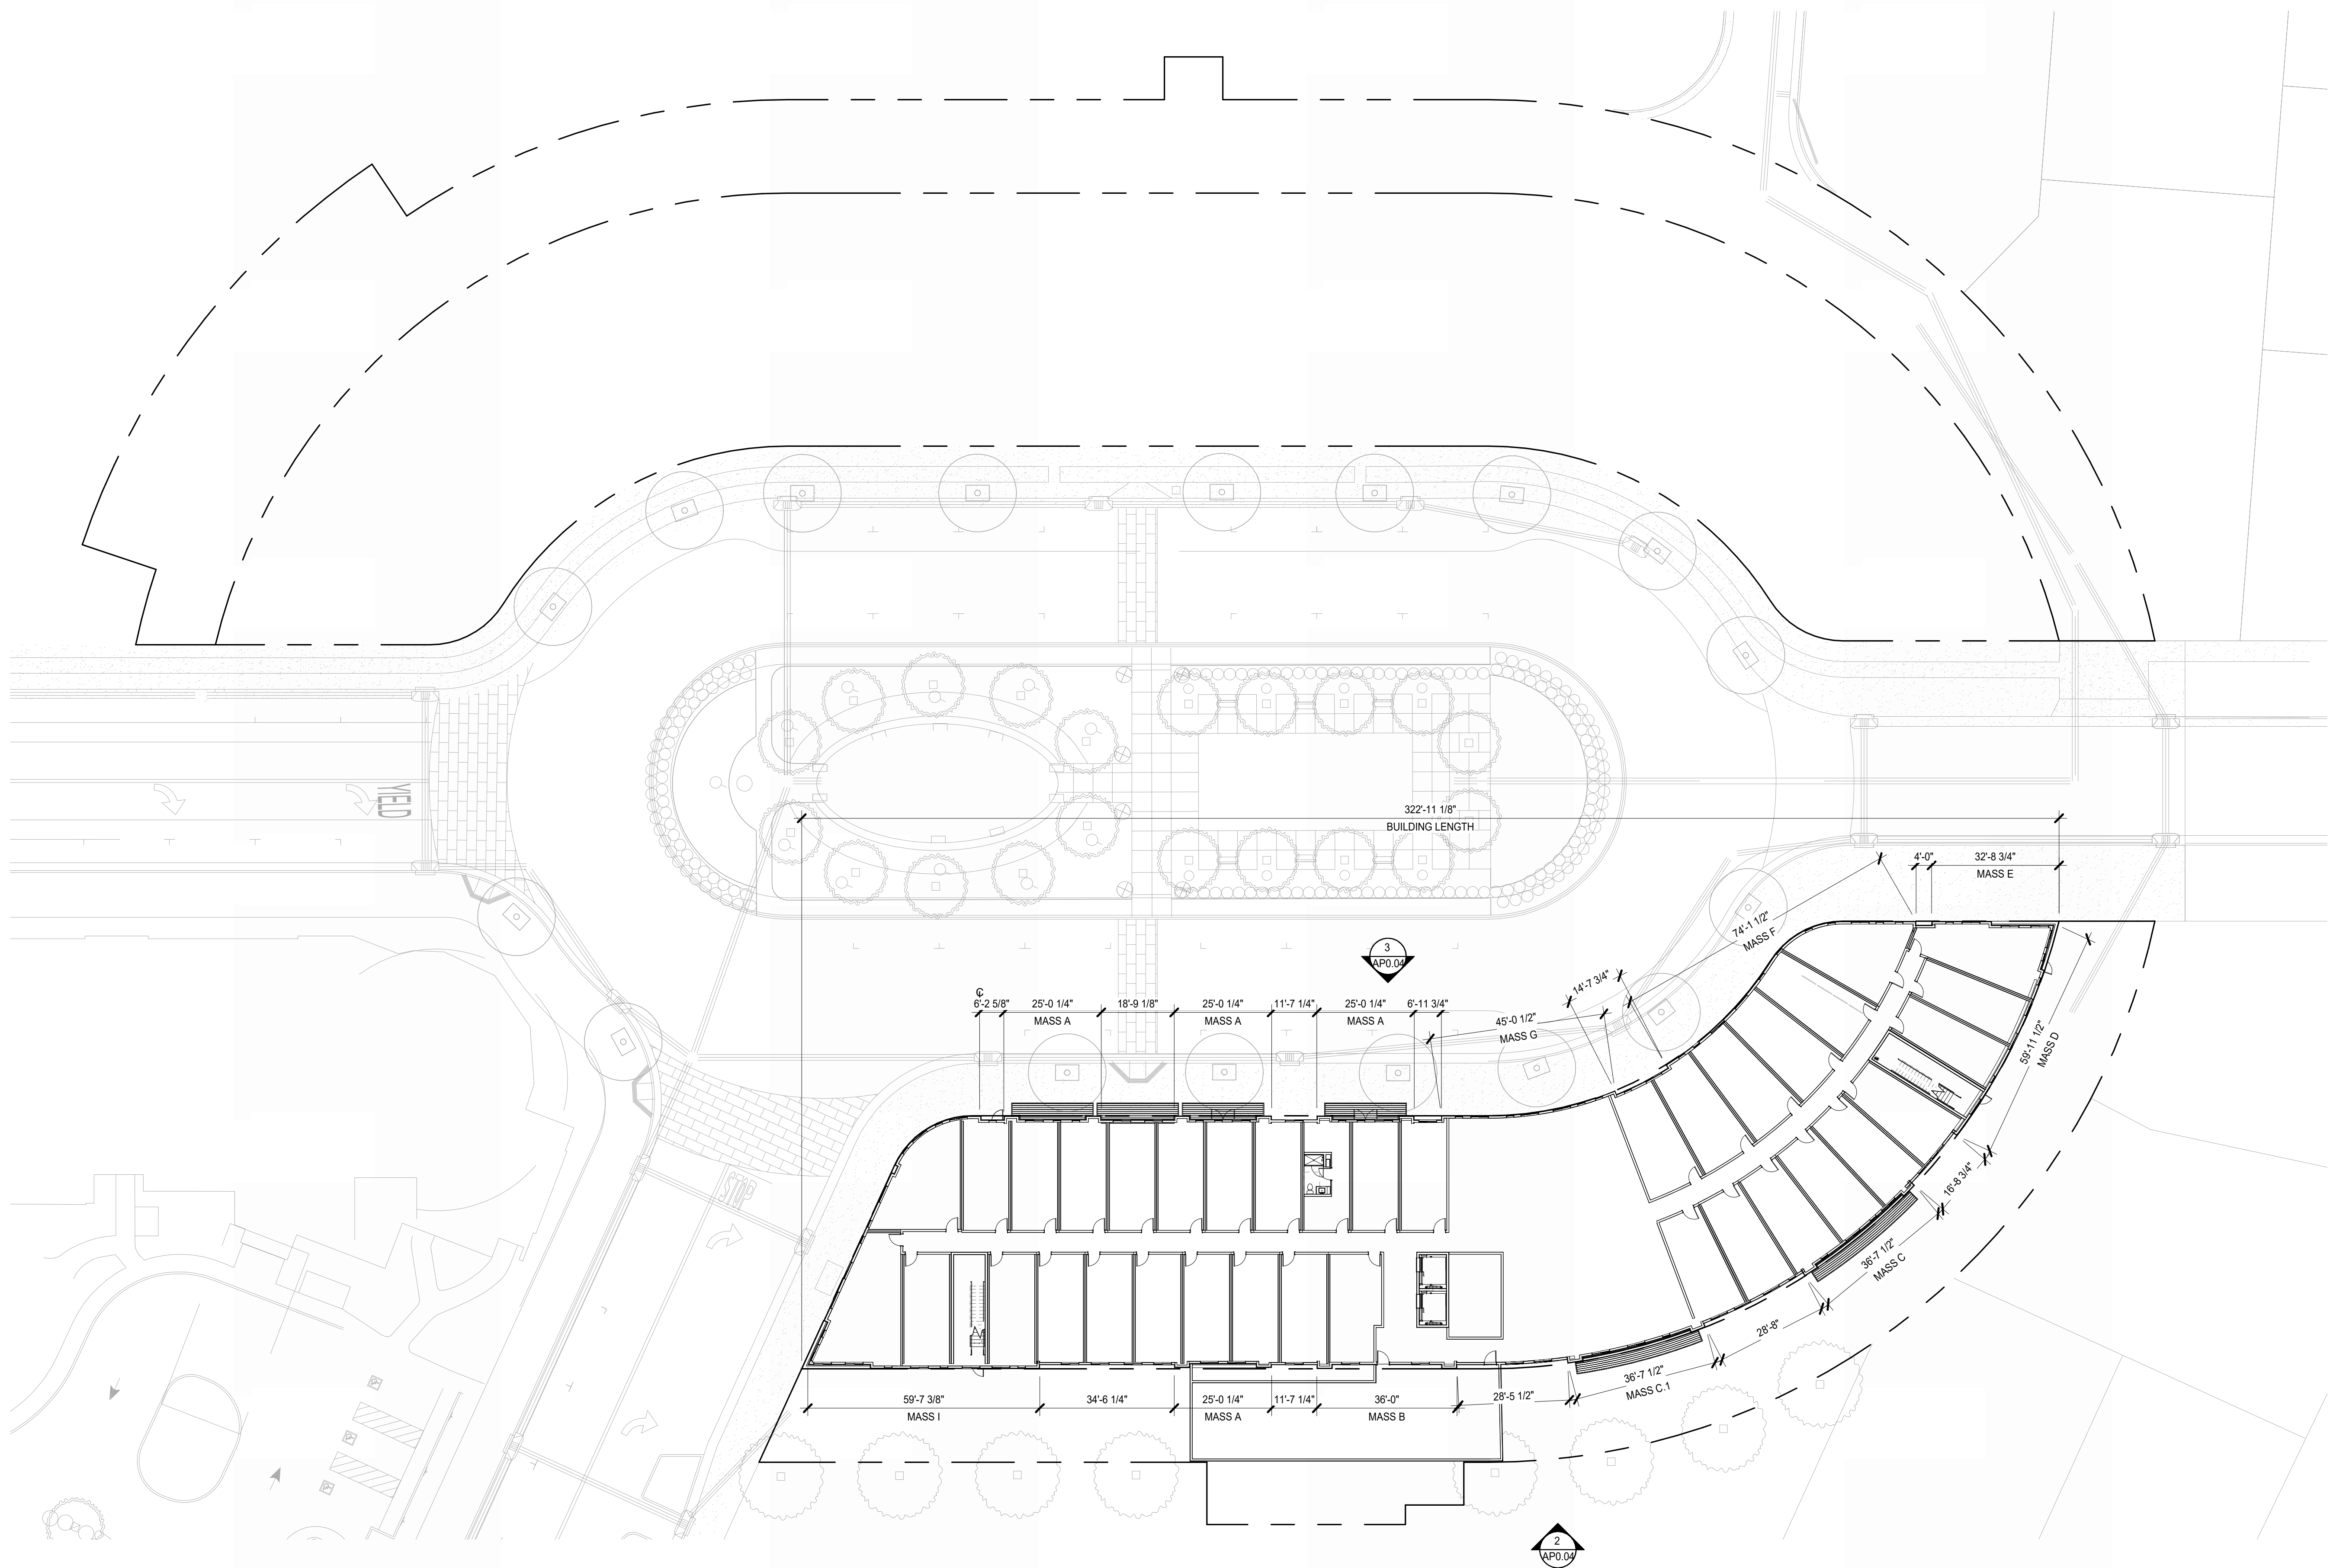 YIELD
322'-11 1/8"
BUILDING LENGTH
4'-0"
32'-8 3/4"
MASS E
74'-1 1/2"
MASS F
3
AP0.04
14'-7 3/4"
45'-0 1/2"
MASS G
℄
6'-2 5/8"
25'-0 1/4"
MASS A
18'-9 1/8"
25'-0 1/4"
MASS A
11'-7 1/4"
25'-0 1/4"
MASS A
6'-11 3/4"
59'-11 1/2"
MASS D
STOP
16'-8 3/4"
36'-7 1/2"
MASS C
28'-8"
36'-7 1/2"
MASS C.1
59'-7 3/8"
MASS I
34'-6 1/4"
25'-0 1/4"
MASS A
11'-7 1/4"
36'-0"
MASS B
28'-5 1/2"
2
AP0.04